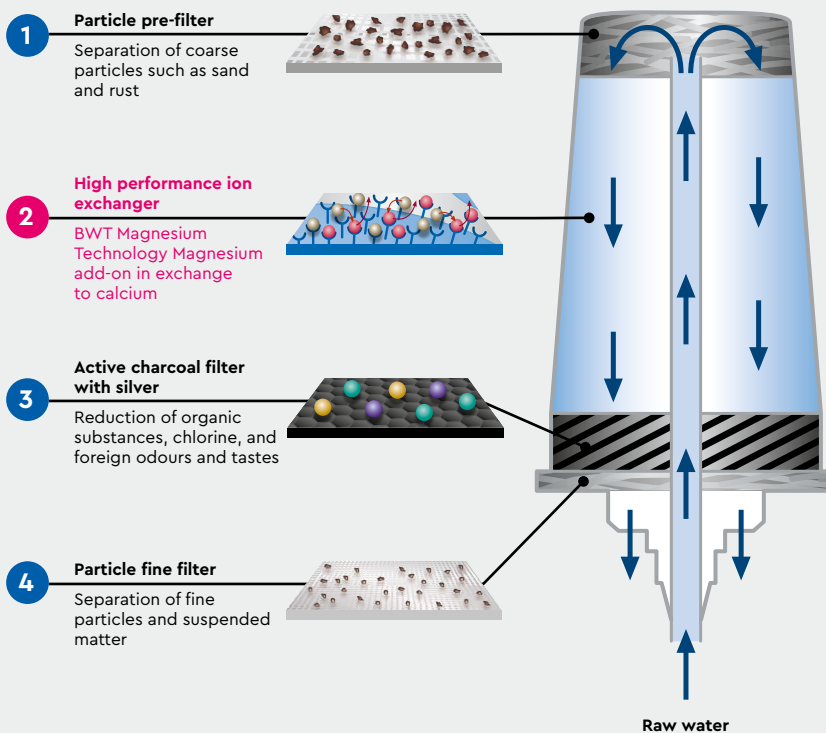 1
Particle pre-filter
Separation of coarse
particles such as sand
and rust
2
High performance ion
exchanger
BWT Magnesium
Technology Magnesium
add-on in exchange
to calcium
3
Active charcoal filter
with silver
Reduction of organic
substances, chlorine, and
foreign odours and tastes
4
Particle fine filter
Separation of fine
particles and suspended
matter
Raw water